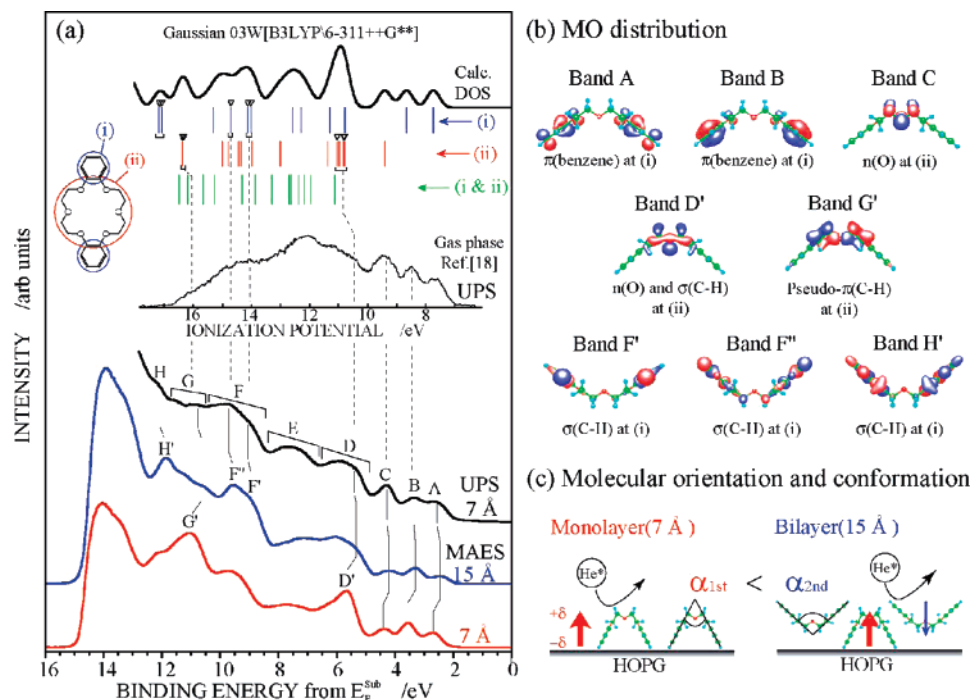 (a)
Gaussian 03W[B3LYP\6-311++G**]
Calc.
DOS
(i)
(i)
(ii)
(ii)
(i & ii)
Gas phase
Ref.[18]
UPS
16 14 12 10 8
IONIZATION POTENTIAL /eV
INTENSITY /arb units
H G F E D C B A
UPS
7 Å
H' F" F'
MAES
15 Å
G' D'
7 Å
16 14 12 10 8 6 4 2 0
BINDING ENERGY from E_F^Sub /eV
(b) MO distribution
Band A Band B Band C
π(benzene) at (i) π(benzene) at (i) n(O) at (ii)
Band D' Band G'
n(O) and σ(C-H) Pseudo-π(C-H)
at (ii) at (ii)
Band F' Band F" Band H'
σ(C-H) at (i) σ(C-H) at (i) σ(C-H) at (i)
(c) Molecular orientation and conformation
Monolayer(7 Å) Bilayer(15 Å)
He* α1st < α2nd He*
+δ
−δ
HOPG HOPG